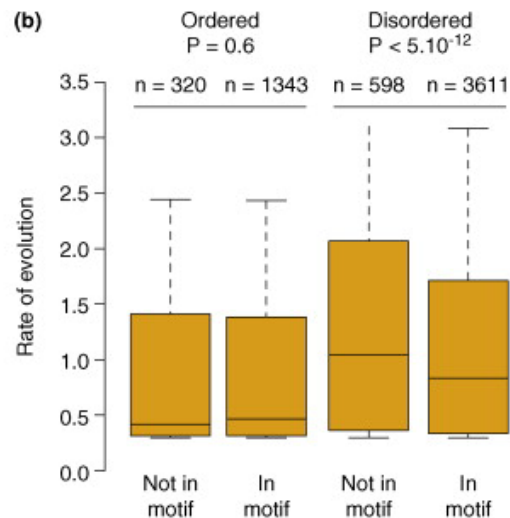 (b)
Ordered Disordered
P = 0.6 P < 5.10⁻¹²
n = 320 n = 1343 n = 598 n = 3611
3.5
3.0
2.5
2.0
1.5
1.0
0.5
0.0
Rate of evolution
Not in In Not in In
motif motif motif motif